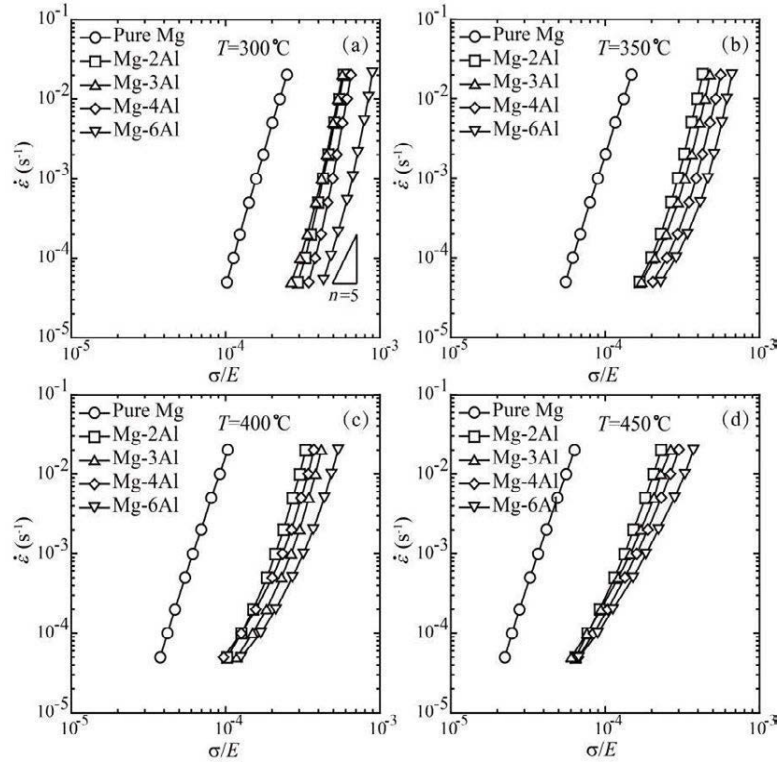 10⁻¹
Pure Mg T=300℃ (a)
Mg-2Al
10⁻² Mg-3Al
Mg-4Al
Mg-6Al
ε̇ (s⁻¹)
10⁻³
10⁻⁴
n=5
10⁻⁵
10⁻⁵ 10⁻⁴ 10⁻³
σ/E
10⁻¹
Pure Mg T=350℃ (b)
Mg-2Al
10⁻² Mg-3Al
Mg-4Al
Mg-6Al
ε̇ (s⁻¹)
10⁻³
10⁻⁴
10⁻⁵
10⁻⁵ 10⁻⁴ 10⁻³
σ/E
10⁻¹
Pure Mg T=400℃ (c)
Mg-2Al
10⁻² Mg-3Al
Mg-4Al
Mg-6Al
ε̇ (s⁻¹)
10⁻³
10⁻⁴
10⁻⁵
10⁻⁵ 10⁻⁴ 10⁻³
σ/E
10⁻¹
Pure Mg T=450℃ (d)
Mg-2Al
10⁻² Mg-3Al
Mg-4Al
Mg-6Al
ε̇ (s⁻¹)
10⁻³
10⁻⁴
10⁻⁵
10⁻⁵ 10⁻⁴ 10⁻³
σ/E